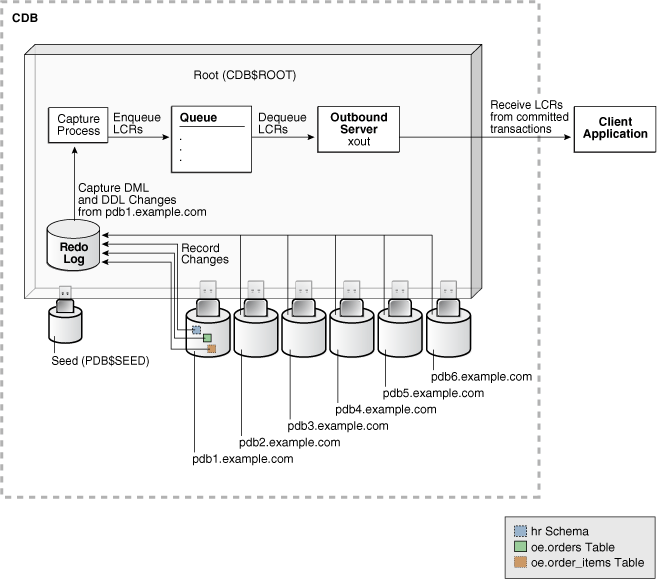 CDB
Root (CDB$ROOT)
Capture
Process
Enqueue
LCRs
Queue
.
.
.
Dequeue
LCRs
Outbound
Server
xout
Receive LCRs
from committed
transactions
Client
Application
Capture DML
and DDL Changes
from pdb1.example.com
Redo
Log
Record
Changes
Seed (PDB$SEED)
pdb6.example.com
pdb5.example.com
pdb4.example.com
pdb3.example.com
pdb2.example.com
pdb1.example.com
hr Schema
oe.orders Table
oe.order_items Table